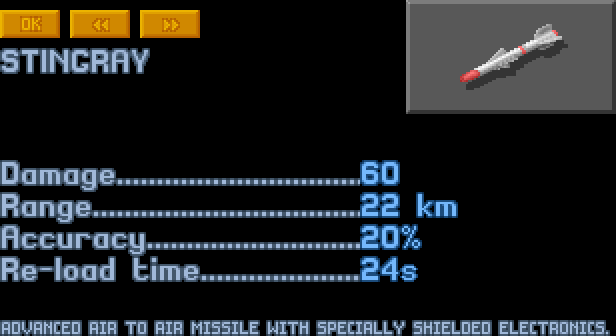 OK << >>
STINGRAY
Damage..............................60
Range.................................22 km
Accuracy..........................20%
Re-load time...................24s
ADVANCED AIR TO AIR MISSILE WITH SPECIALLY SHIELDED ELECTRONICS.